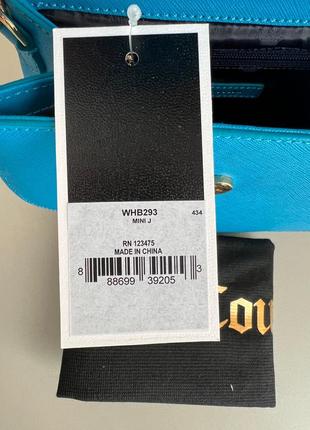 WHB293
MINI J
434
RN 123475
MADE IN CHINA
8 88699 39205 3
Cou